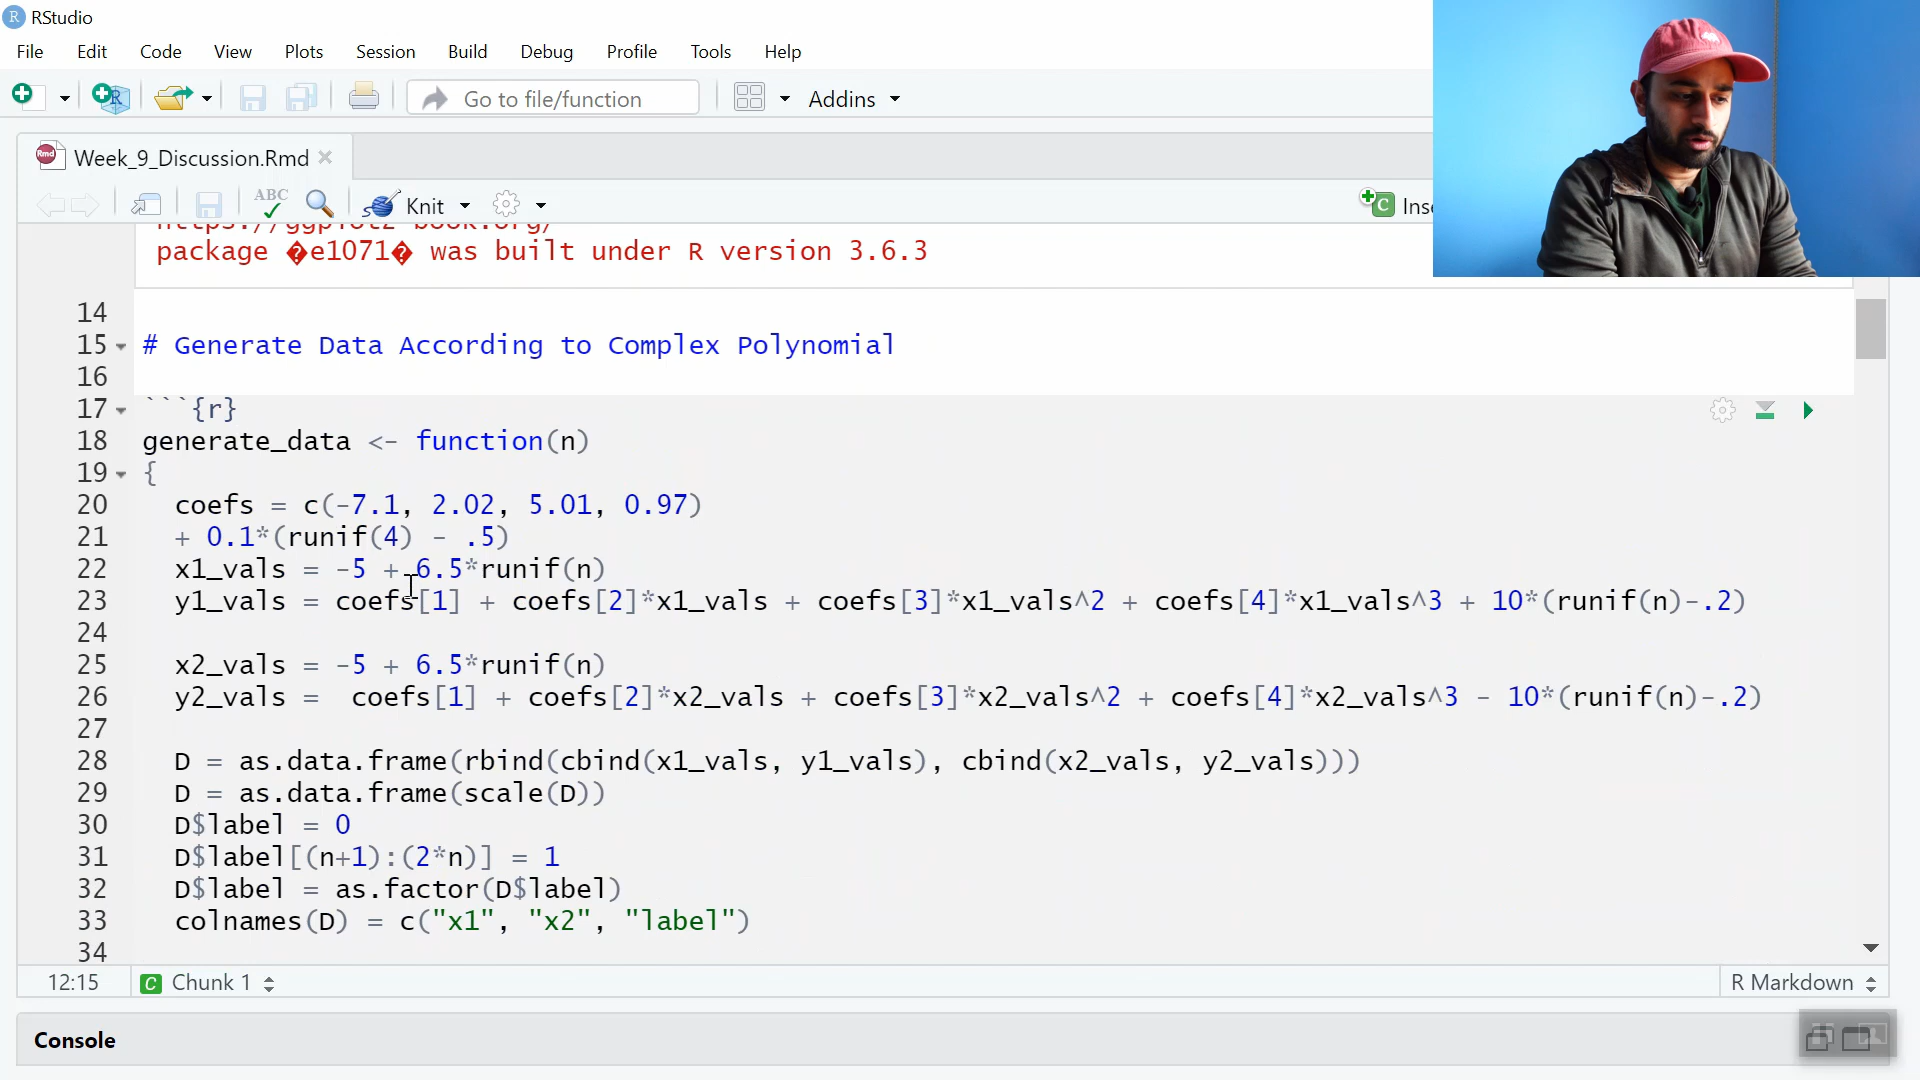 RStudio
File Edit Code View Plots Session Build Debug Profile Tools Help
Go to file/function Addins
Week_9_Discussion.Rmd
ABC Knit
https://ggplot2-book.org/
package �e1071� was built under R version 3.6.3
14
15 # Generate Data According to Complex Polynomial
16
17 ```{r}
18 generate_data <- function(n)
19 {
20 coefs = c(-7.1, 2.02, 5.01, 0.97)
21 + 0.1*(runif(4) - .5)
22 x1_vals = -5 + 6.5*runif(n)
23 y1_vals = coefs[1] + coefs[2]*x1_vals + coefs[3]*x1_vals^2 + coefs[4]*x1_vals^3 + 10*(runif(n)-.2)
24
25 x2_vals = -5 + 6.5*runif(n)
26 y2_vals =  coefs[1] + coefs[2]*x2_vals + coefs[3]*x2_vals^2 + coefs[4]*x2_vals^3 - 10*(runif(n)-.2)
27
28 D = as.data.frame(rbind(cbind(x1_vals, y1_vals), cbind(x2_vals, y2_vals)))
29 D = as.data.frame(scale(D))
30 D$label = 0
31 D$label[(n+1):(2*n)] = 1
32 D$label = as.factor(D$label)
33 colnames(D) = c("x1", "x2", "label")
34
12:15 C Chunk 1 R Markdown
Console